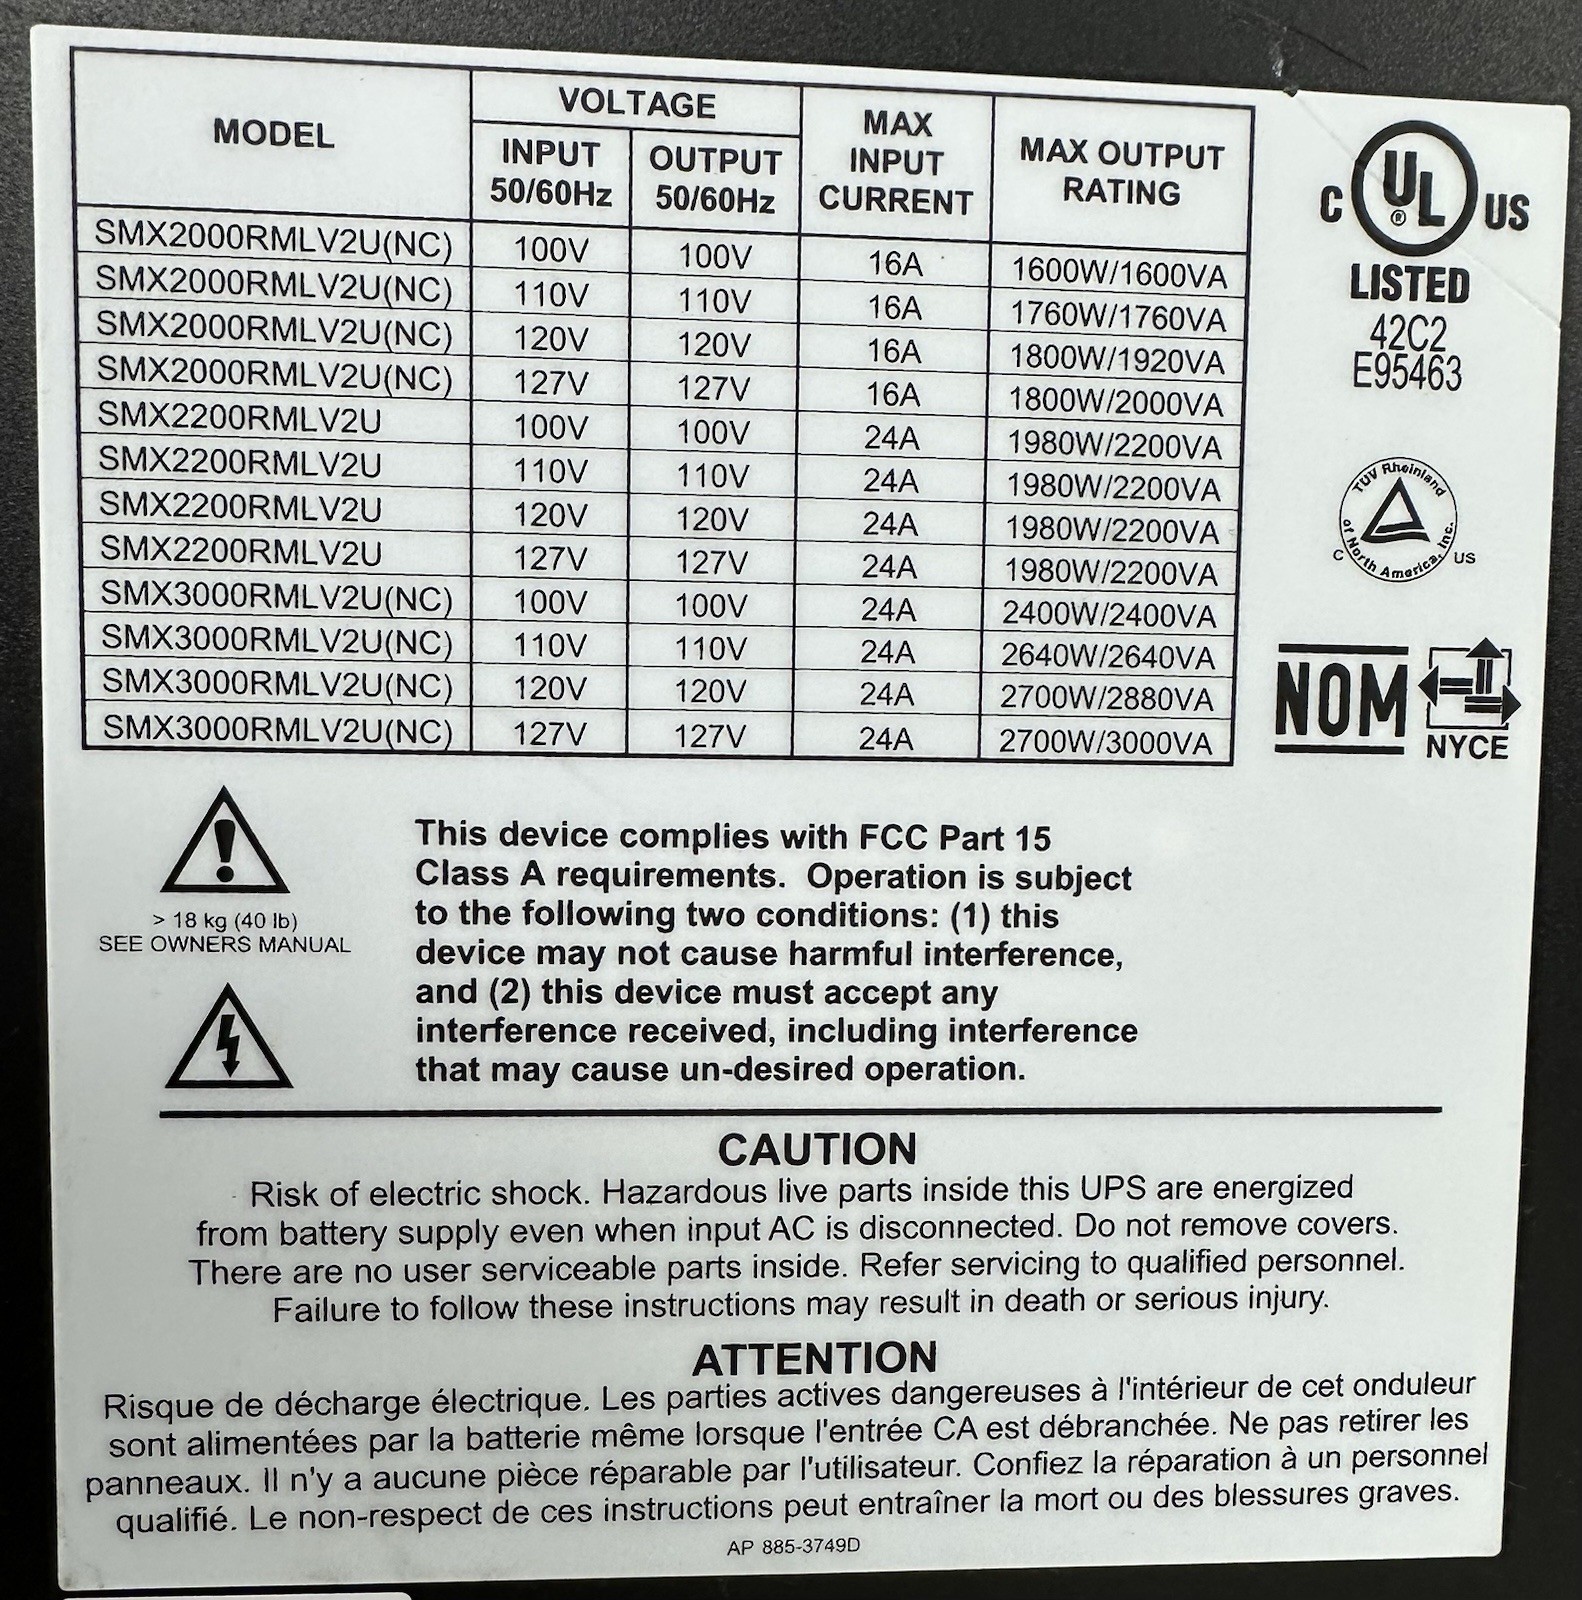 MODEL VOLTAGE MAX INPUT CURRENT MAX OUTPUT RATING
INPUT 50/60Hz OUTPUT 50/60Hz
SMX2000RMLV2U(NC) 100V 100V 16A 1600W/1600VA
SMX2000RMLV2U(NC) 110V 110V 16A 1760W/1760VA
SMX2000RMLV2U(NC) 120V 120V 16A 1800W/1920VA
SMX2000RMLV2U(NC) 127V 127V 16A 1800W/2000VA
SMX2200RMLV2U 100V 100V 24A 1980W/2200VA
SMX2200RMLV2U 110V 110V 24A 1980W/2200VA
SMX2200RMLV2U 120V 120V 24A 1980W/2200VA
SMX2200RMLV2U 127V 127V 24A 1980W/2200VA
SMX3000RMLV2U(NC) 100V 100V 24A 2400W/2400VA
SMX3000RMLV2U(NC) 110V 110V 24A 2640W/2640VA
SMX3000RMLV2U(NC) 120V 120V 24A 2700W/2880VA
SMX3000RMLV2U(NC) 127V 127V 24A 2700W/3000VA
C UL ® US
LISTED
42C2
E95463
TUV Rheinland
of North America, Inc.
C US
NOM
NYCE
> 18 kg (40 lb)
SEE OWNERS MANUAL
This device complies with FCC Part 15
Class A requirements. Operation is subject
to the following two conditions: (1) this
device may not cause harmful interference,
and (2) this device must accept any
interference received, including interference
that may cause un-desired operation.
CAUTION
Risk of electric shock. Hazardous live parts inside this UPS are energized
from battery supply even when input AC is disconnected. Do not remove covers.
There are no user serviceable parts inside. Refer servicing to qualified personnel.
Failure to follow these instructions may result in death or serious injury.
ATTENTION
Risque de décharge électrique. Les parties actives dangereuses à l'intérieur de cet onduleur
sont alimentées par la batterie même lorsque l'entrée CA est débranchée. Ne pas retirer les
panneaux. Il n'y a aucune pièce réparable par l'utilisateur. Confiez la réparation à un personnel
qualifié. Le non-respect de ces instructions peut entraîner la mort ou des blessures graves.
AP 885-3749D